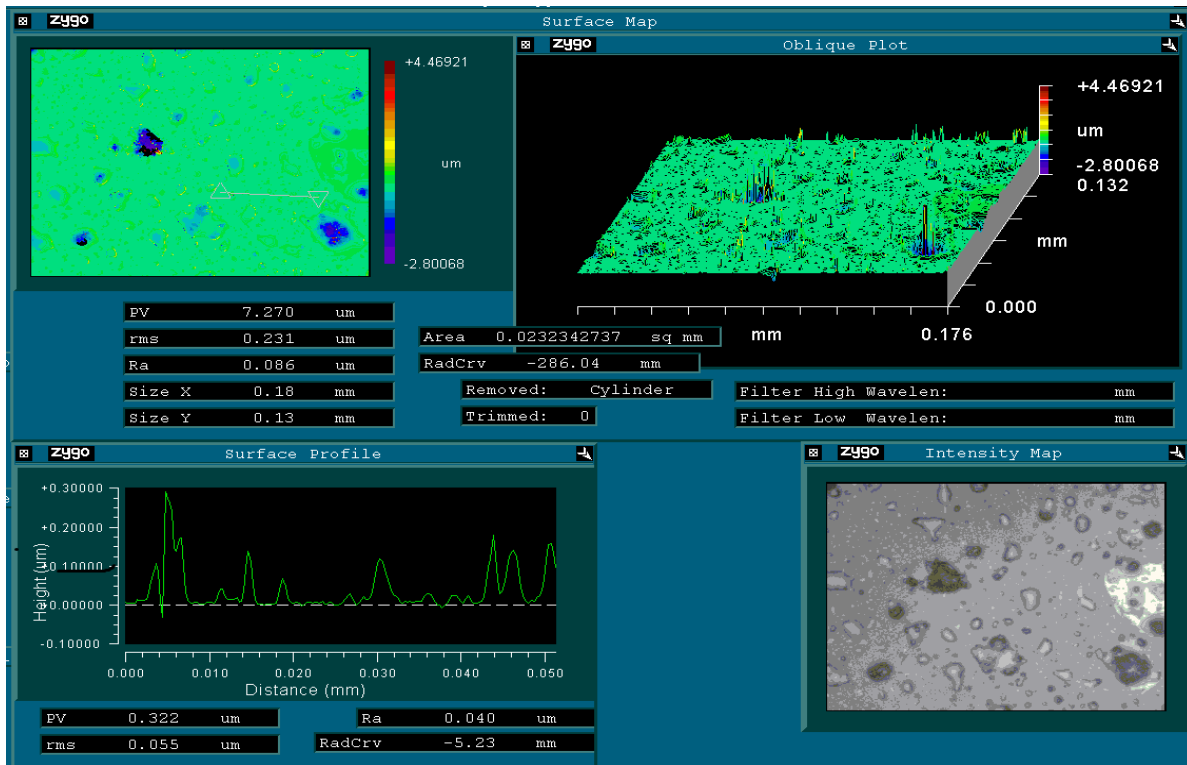 zygo Surface Map
+4.46921
um
-2.80068
zygo Oblique Plot
+4.46921
um
-2.80068
0.132
mm
0.000
mm 0.176
PV 7.270 um
rms 0.231 um
Ra 0.086 um
Size X 0.18 mm
Size Y 0.13 mm
Area 0.0232342737 sq mm
RadCrv -286.04 mm
Removed: Cylinder
Trimmed: 0
Filter High Wavelen: mm
Filter Low Wavelen: mm
zygo Surface Profile
+0.30000
+0.20000
+0.10000
+0.00000
-0.10000
Height (um)
0.000 0.010 0.020 0.030 0.040 0.050
Distance (mm)
PV 0.322 um
rms 0.055 um
Ra 0.040 um
RadCrv -5.23 mm
zygo Intensity Map